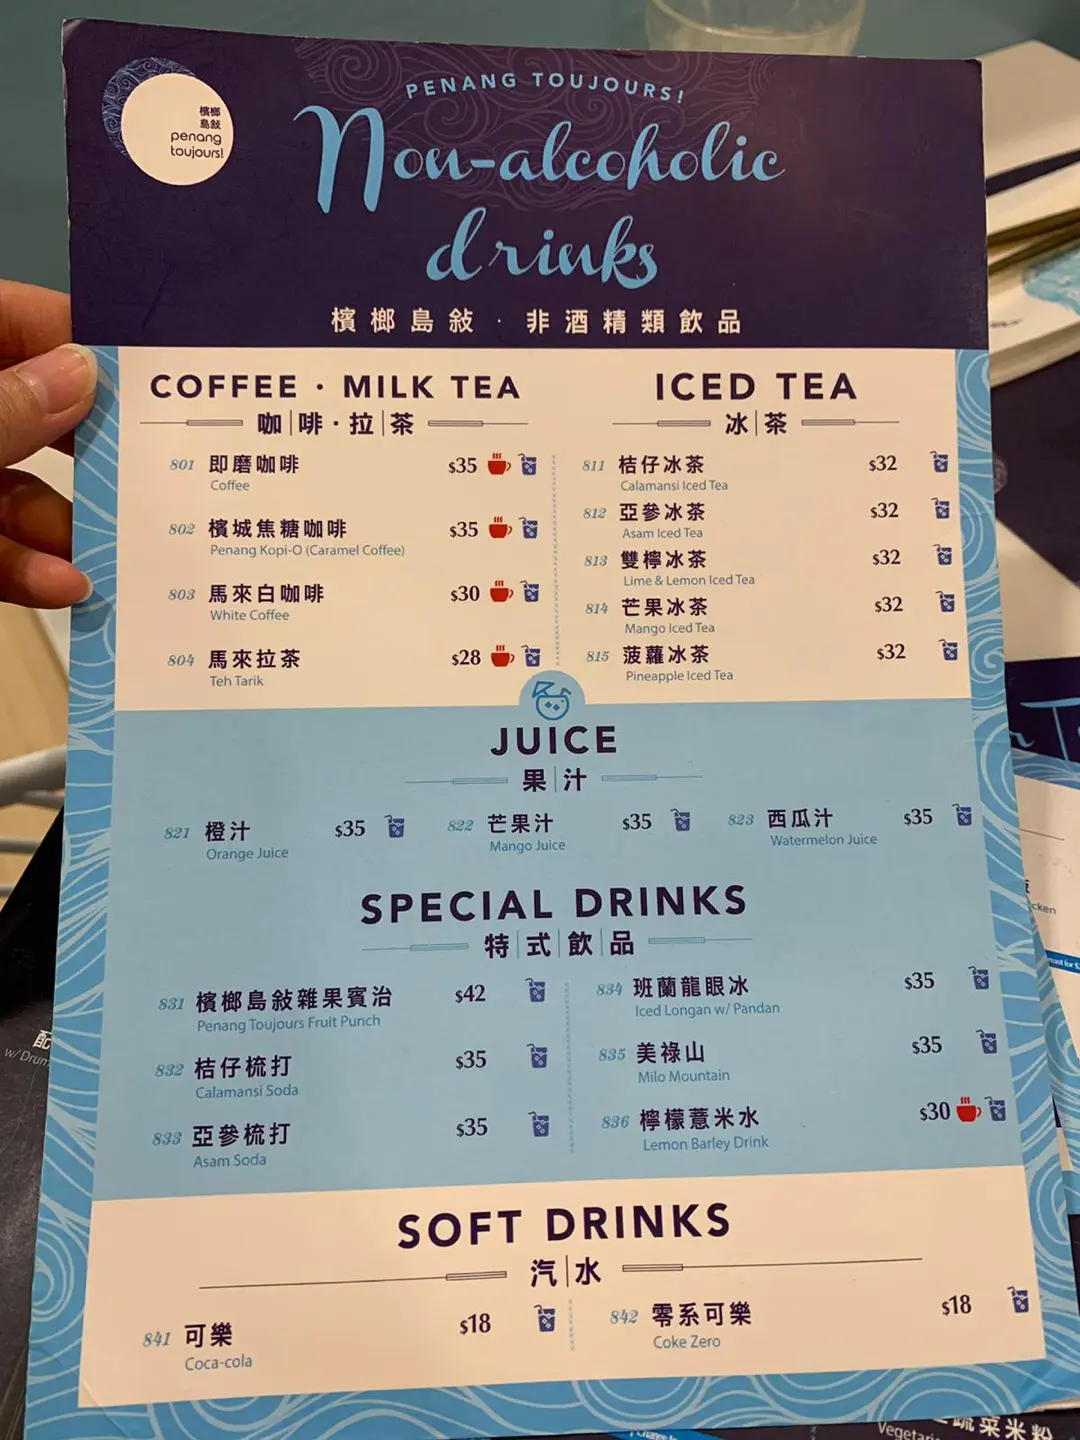 檳榔
島敍
penang
toujours!
PENANG TOUJOURS!
Non-alcoholic
drinks
檳榔島敍 · 非酒精類飲品
COFFEE · MILK TEA
咖啡·拉茶
801 即磨咖啡 $35
Coffee
802 檳城焦糖咖啡 $35
Penang Kopi-O (Caramel Coffee)
803 馬來白咖啡 $30
White Coffee
804 馬來拉茶 $28
Teh Tarik
ICED TEA
冰茶
811 桔仔冰茶 $32
Calamansi Iced Tea
812 亞參冰茶 $32
Asam Iced Tea
813 雙檸冰茶 $32
Lime & Lemon Iced Tea
814 芒果冰茶 $32
Mango Iced Tea
815 菠蘿冰茶 $32
Pineapple Iced Tea
JUICE
果汁
821 橙汁 $35
Orange Juice
822 芒果汁 $35
Mango Juice
823 西瓜汁 $35
Watermelon Juice
SPECIAL DRINKS
特式飲品
831 檳榔島敍雜果賓治 $42
Penang Toujours Fruit Punch
832 桔仔梳打 $35
Calamansi Soda
833 亞參梳打 $35
Asam Soda
834 班蘭龍眼冰 $35
Iced Longan w/ Pandan
835 美祿山 $35
Milo Mountain
836 檸檬薏米水 $30
Lemon Barley Drink
SOFT DRINKS
汽水
841 可樂 $18
Coca-cola
842 零系可樂 $18
Coke Zero
配
w/ Drum
cken
蔬菜米粉
Vegetari